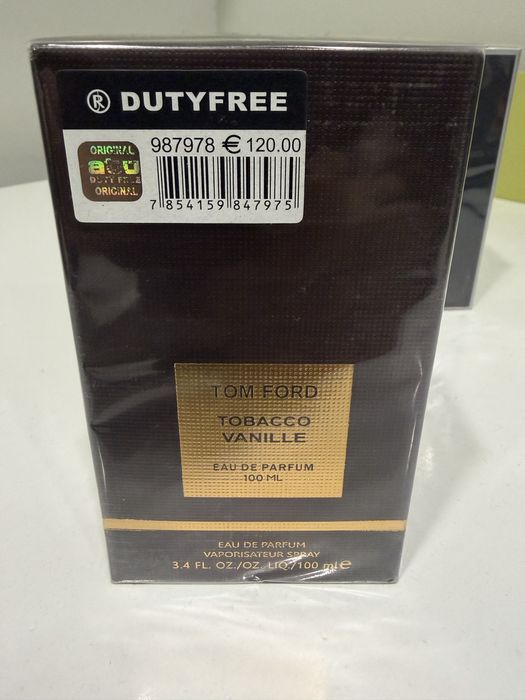 ® DUTYFREE
987978 € 120.00
ORIGINAL
atu
DUTY FREE
ORIGINAL
7 854159 847975
TOM FORD
TOBACCO
VANILLE
EAU DE PARFUM
100 ML
EAU DE PARFUM
VAPORISATEUR SPRAY
3.4 FL. OZ./OZ. LIQ./100 ml e